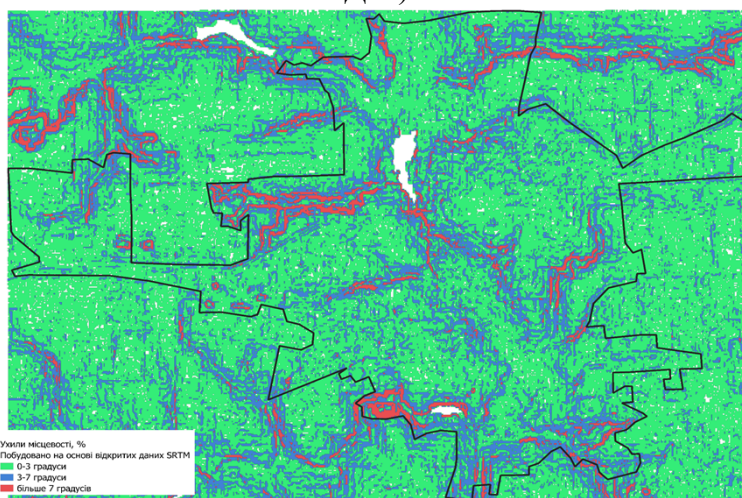 Ухили місцевості, %
Побудовано на основі відкритих даних SRTM
0-3 градуси
3-7 градуси
більше 7 градусів